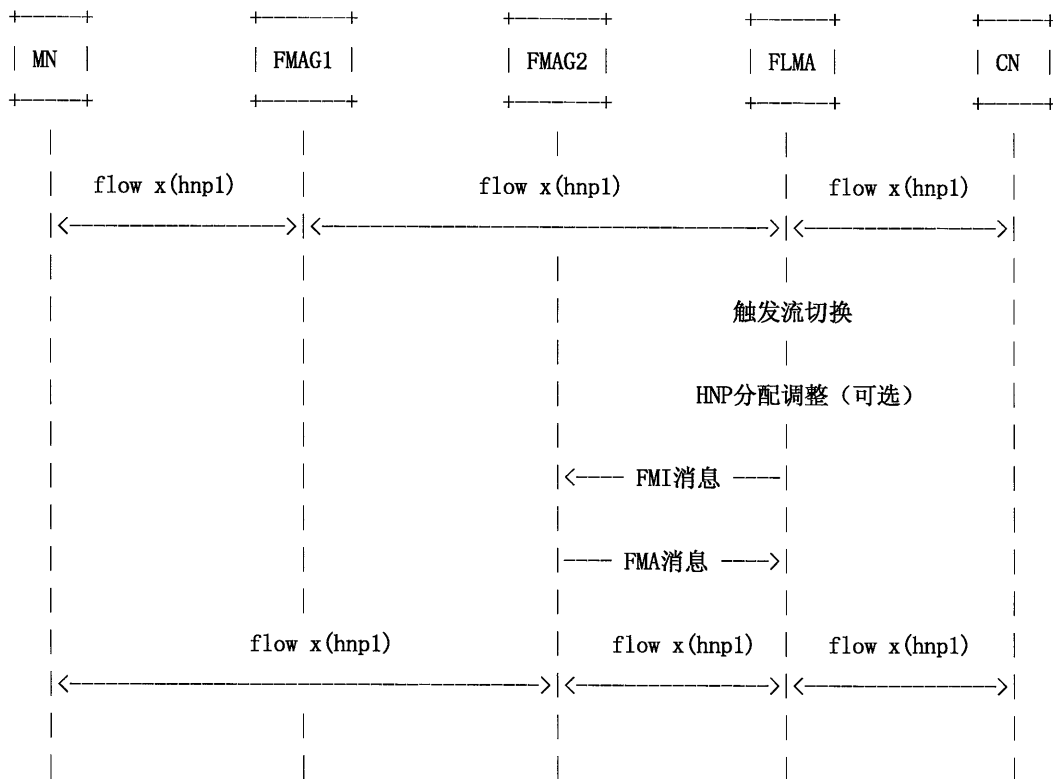 MN FMAG1 FMAG2 FLMA CN
flow x(hnp1) flow x(hnp1) flow x(hnp1)
触发流切换
HNP分配调整（可选）
FMI消息
FMA消息
flow x(hnp1) flow x(hnp1) flow x(hnp1)